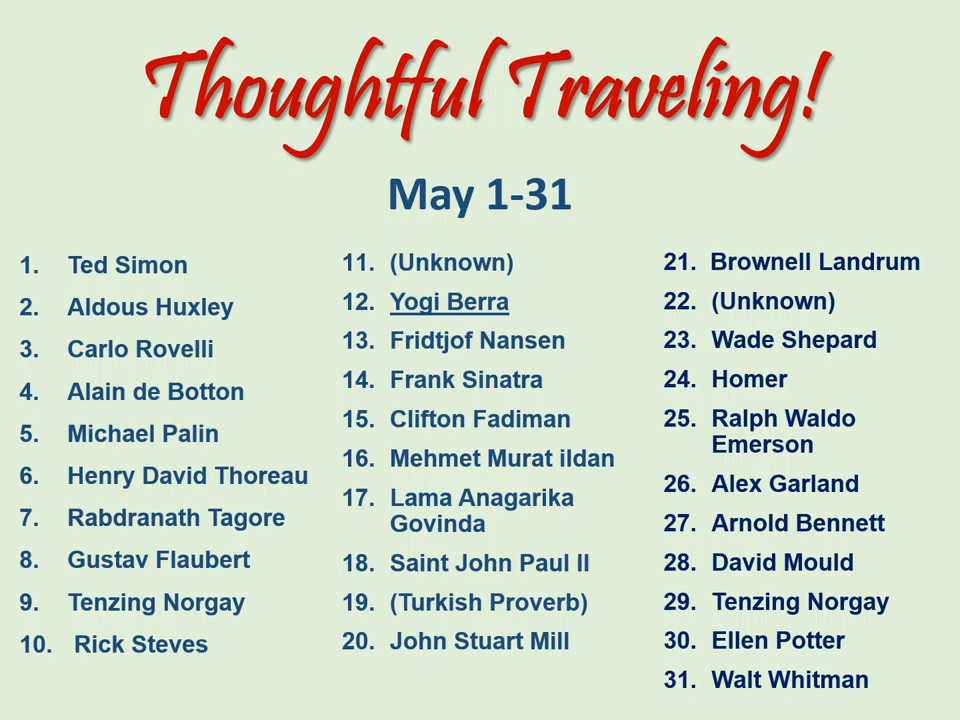 Thoughtful Traveling!
May 1-31
1. Ted Simon
2. Aldous Huxley
3. Carlo Rovelli
4. Alain de Botton
5. Michael Palin
6. Henry David Thoreau
7. Rabdranath Tagore
8. Gustav Flaubert
9. Tenzing Norgay
10. Rick Steves
11. (Unknown)
12. Yogi Berra
13. Fridtjof Nansen
14. Frank Sinatra
15. Clifton Fadiman
16. Mehmet Murat ildan
17. Lama Anagarika
Govinda
18. Saint John Paul II
19. (Turkish Proverb)
20. John Stuart Mill
21. Brownell Landrum
22. (Unknown)
23. Wade Shepard
24. Homer
25. Ralph Waldo
Emerson
26. Alex Garland
27. Arnold Bennett
28. David Mould
29. Tenzing Norgay
30. Ellen Potter
31. Walt Whitman